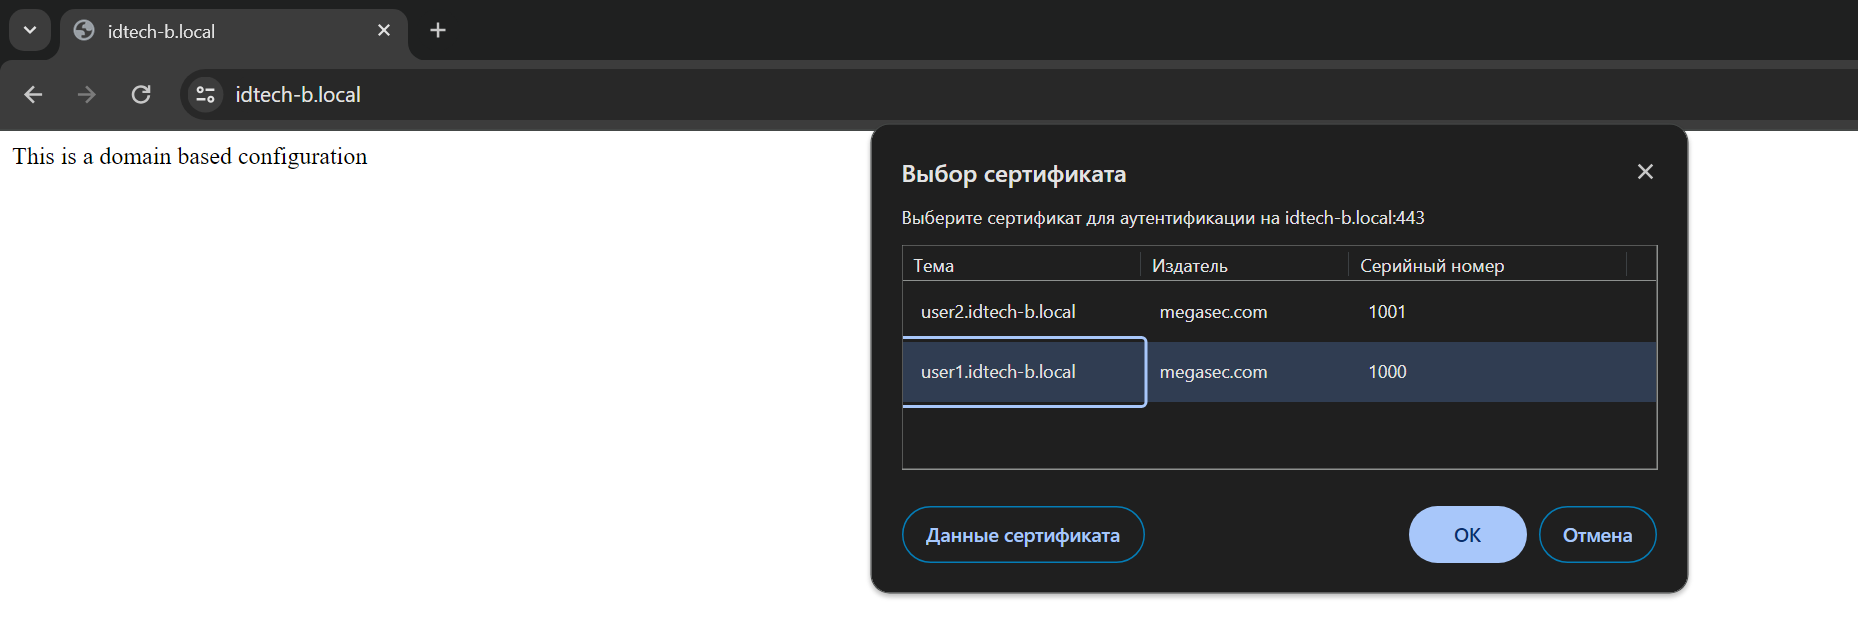 idtech-b.local
idtech-b.local
This is a domain based configuration
Выбор сертификата
Выберите сертификат для аутентификации на idtech-b.local:443
Тема Издатель Серийный номер
user2.idtech-b.local megasec.com 1001
user1.idtech-b.local megasec.com 1000
Данные сертификата ОК Отмена